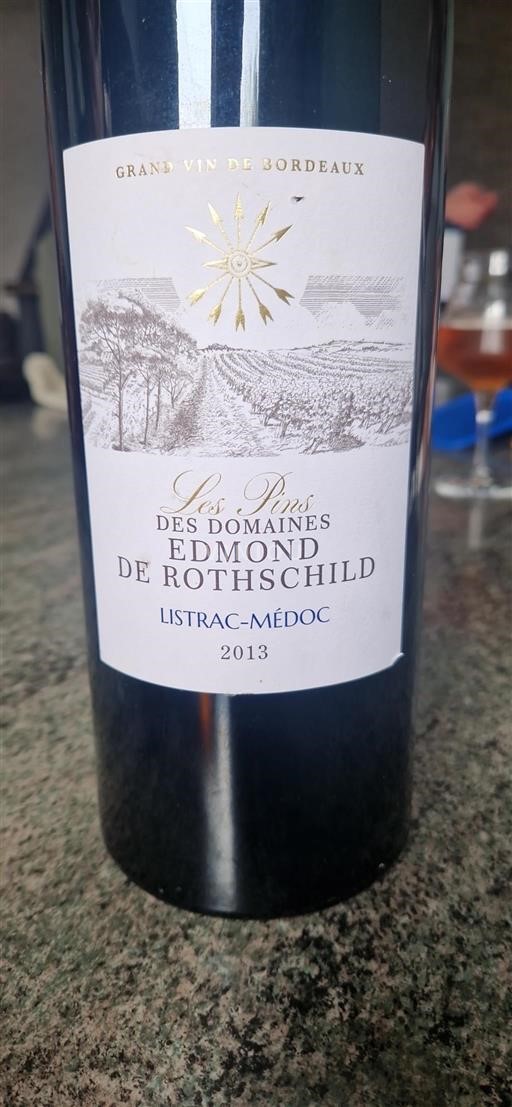 GRAND VIN DE BORDEAUX
Les Pins
DES DOMAINES
EDMOND
DE ROTHSCHILD
LISTRAC-MÉDOC
2013